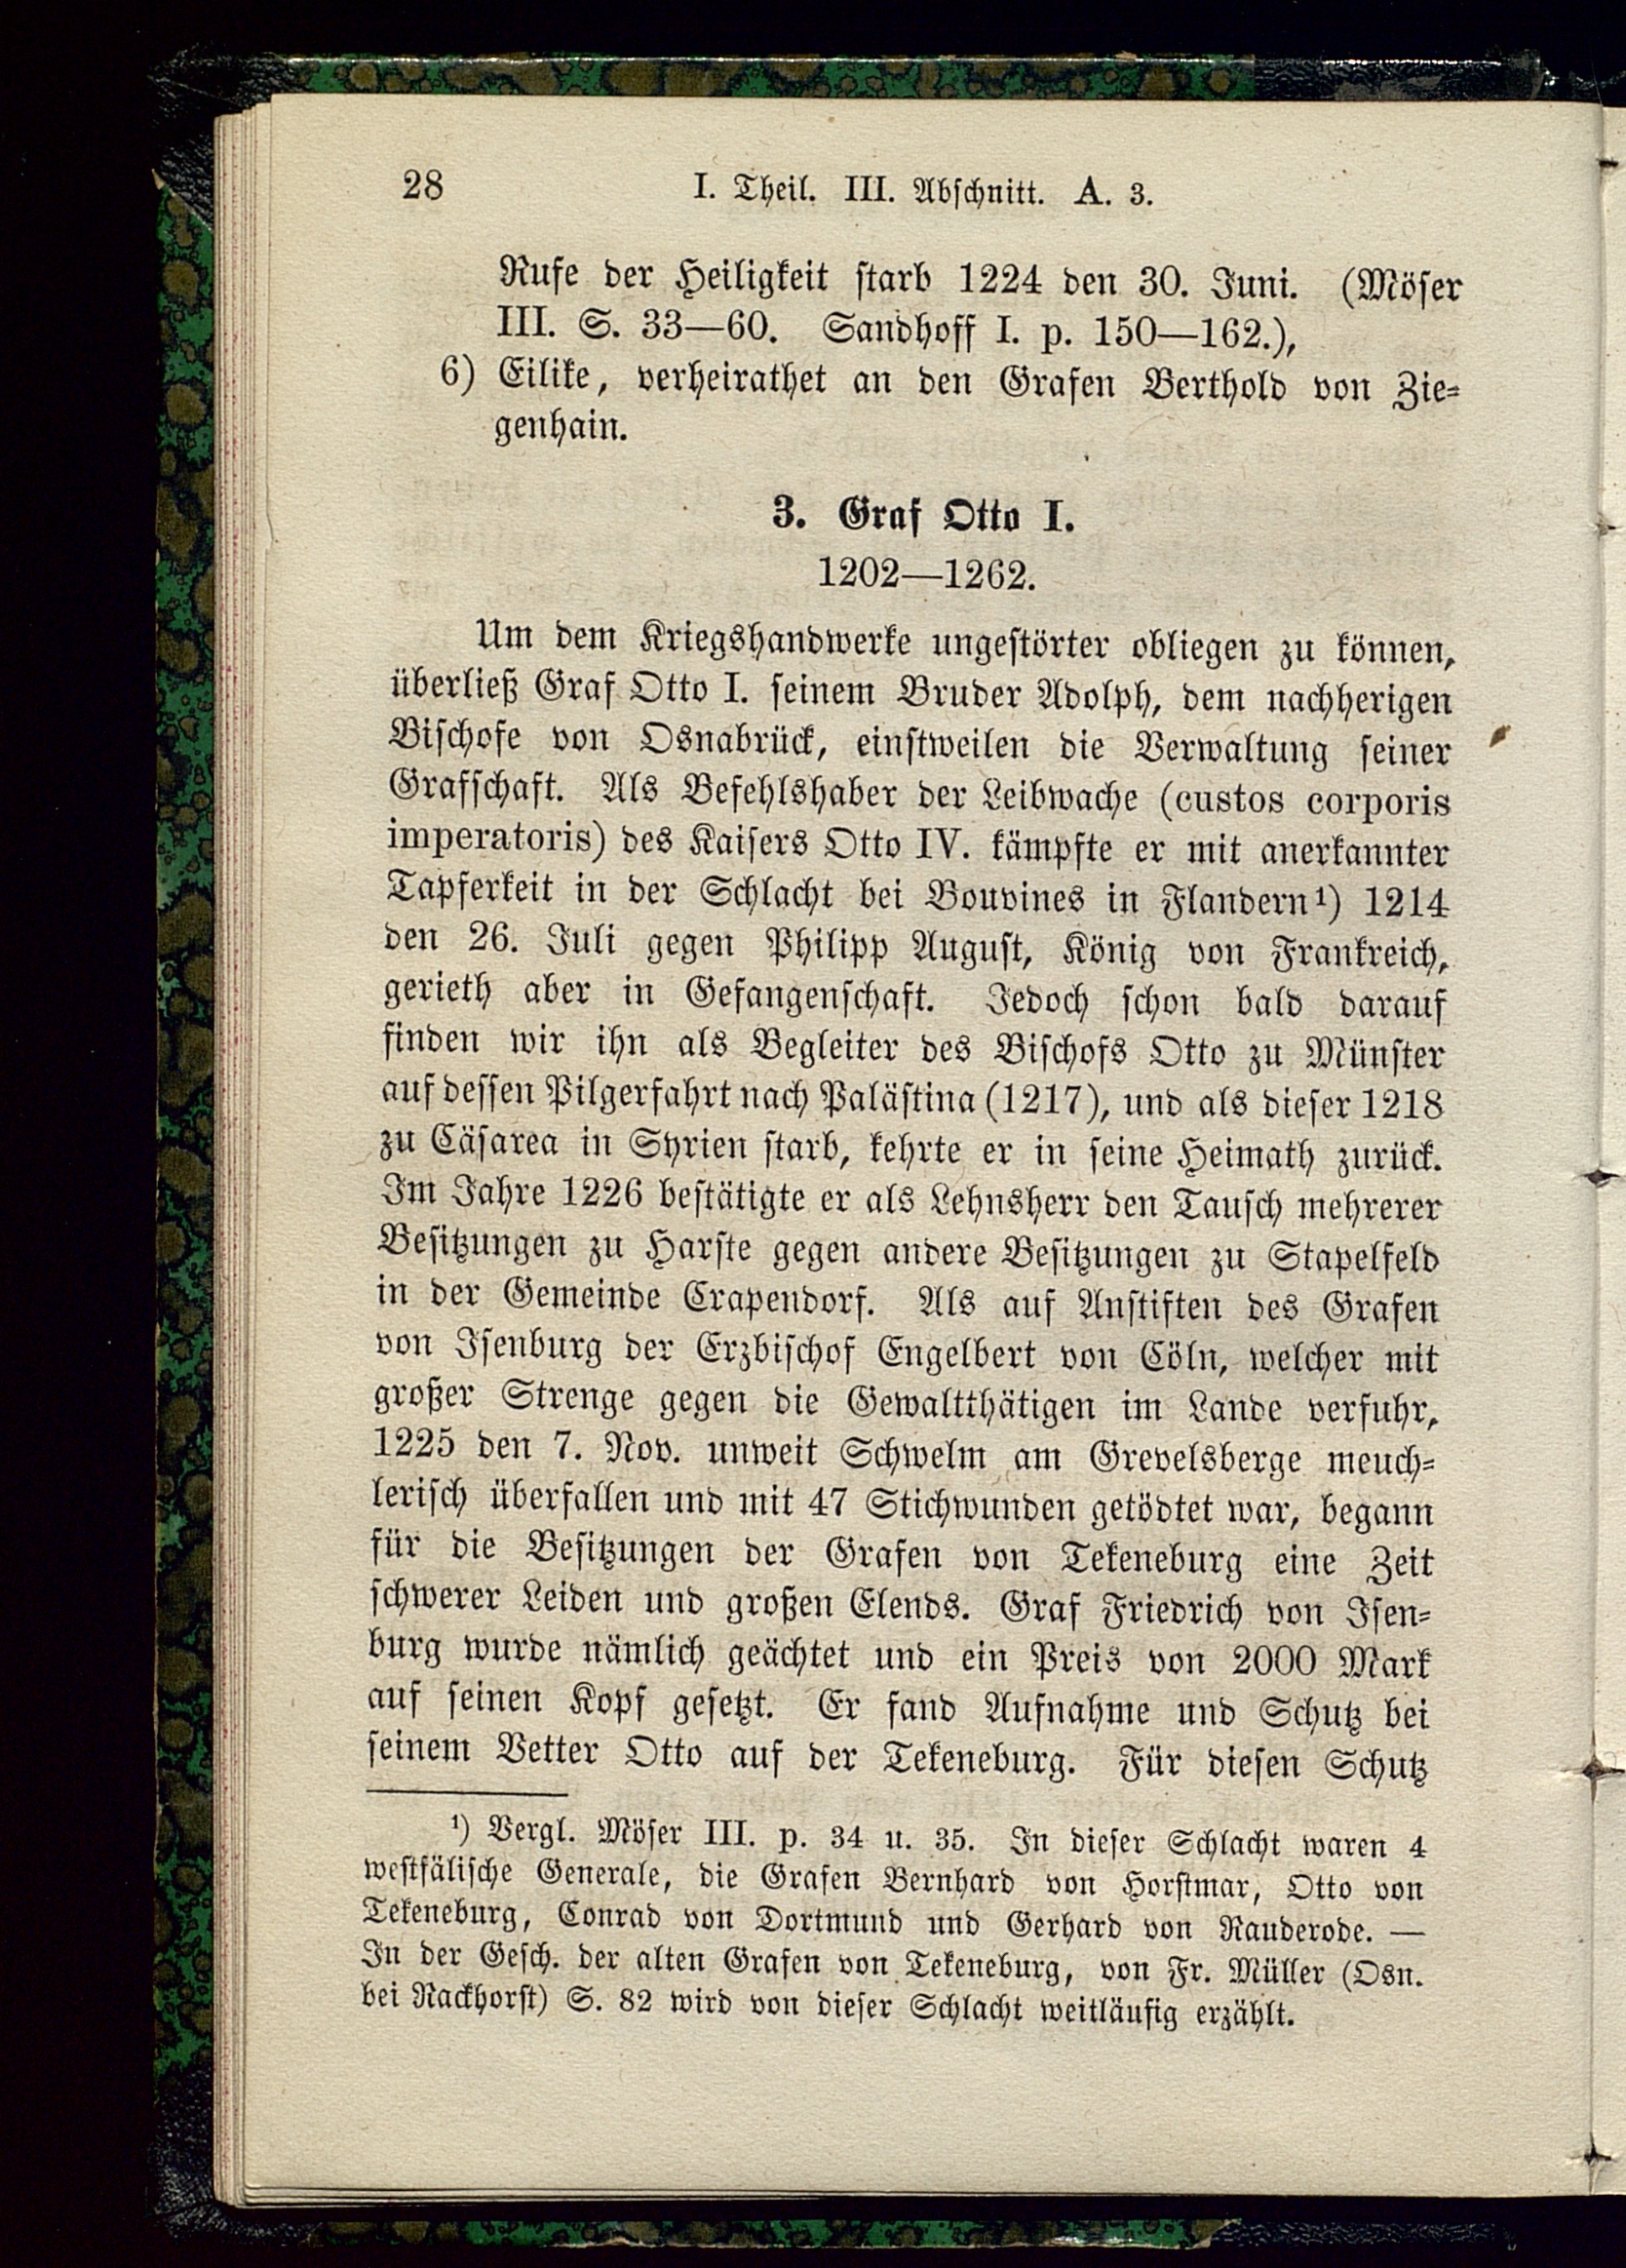 28 I. Theil. III. Abschnitt. A. 3.
Rufe der Heiligkeit starb 1224 den 30. Juni. (Möser
III. S. 33—60. Sandhoff I. p. 150—162.),
6) Eilike, verheirathet an den Grafen Berthold von Zie-
genhain.
3. Graf Otto I.
1202—1262.
Um dem Kriegshandwerke ungestörter obliegen zu können,
überließ Graf Otto I. seinem Bruder Adolph, dem nachherigen
Bischofe von Osnabrück, einstweilen die Verwaltung seiner
Grafschaft. Als Befehlshaber der Leibwache (custos corporis
imperatoris) des Kaisers Otto IV. kämpfte er mit anerkannter
Tapferkeit in der Schlacht bei Bouvines in Flandern¹) 1214
den 26. Juli gegen Philipp August, König von Frankreich,
gerieth aber in Gefangenschaft. Jedoch schon bald darauf
finden wir ihn als Begleiter des Bischofs Otto zu Münster
auf dessen Pilgerfahrt nach Palästina (1217), und als dieser 1218
zu Cäsarea in Syrien starb, kehrte er in seine Heimath zurück.
Im Jahre 1226 bestätigte er als Lehnsherr den Tausch mehrerer
Besitzungen zu Harste gegen andere Besitzungen zu Stapelfeld
in der Gemeinde Crapendorf. Als auf Anstiften des Grafen
von Isenburg der Erzbischof Engelbert von Cöln, welcher mit
großer Strenge gegen die Gewaltthätigen im Lande verfuhr,
1225 den 7. Nov. unweit Schwelm am Grevelsberge meuch-
lerisch überfallen und mit 47 Stichwunden getödtet war, begann
für die Besitzungen der Grafen von Tekeneburg eine Zeit
schwerer Leiden und großen Elends. Graf Friedrich von Isen-
burg wurde nämlich geächtet und ein Preis von 2000 Mark
auf seinen Kopf gesetzt. Er fand Aufnahme und Schutz bei
seinem Vetter Otto auf der Tekeneburg. Für diesen Schutz
¹) Vergl. Möser III. p. 34 u. 35. In dieser Schlacht waren 4
westfälische Generale, die Grafen Bernhard von Horstmar, Otto von
Tekeneburg, Conrad von Dortmund und Gerhard von Rauderode. —
In der Gesch. der alten Grafen von Tekeneburg, von Fr. Müller (Osn.
bei Rackhorst) S. 82 wird von dieser Schlacht weitläufig erzählt.